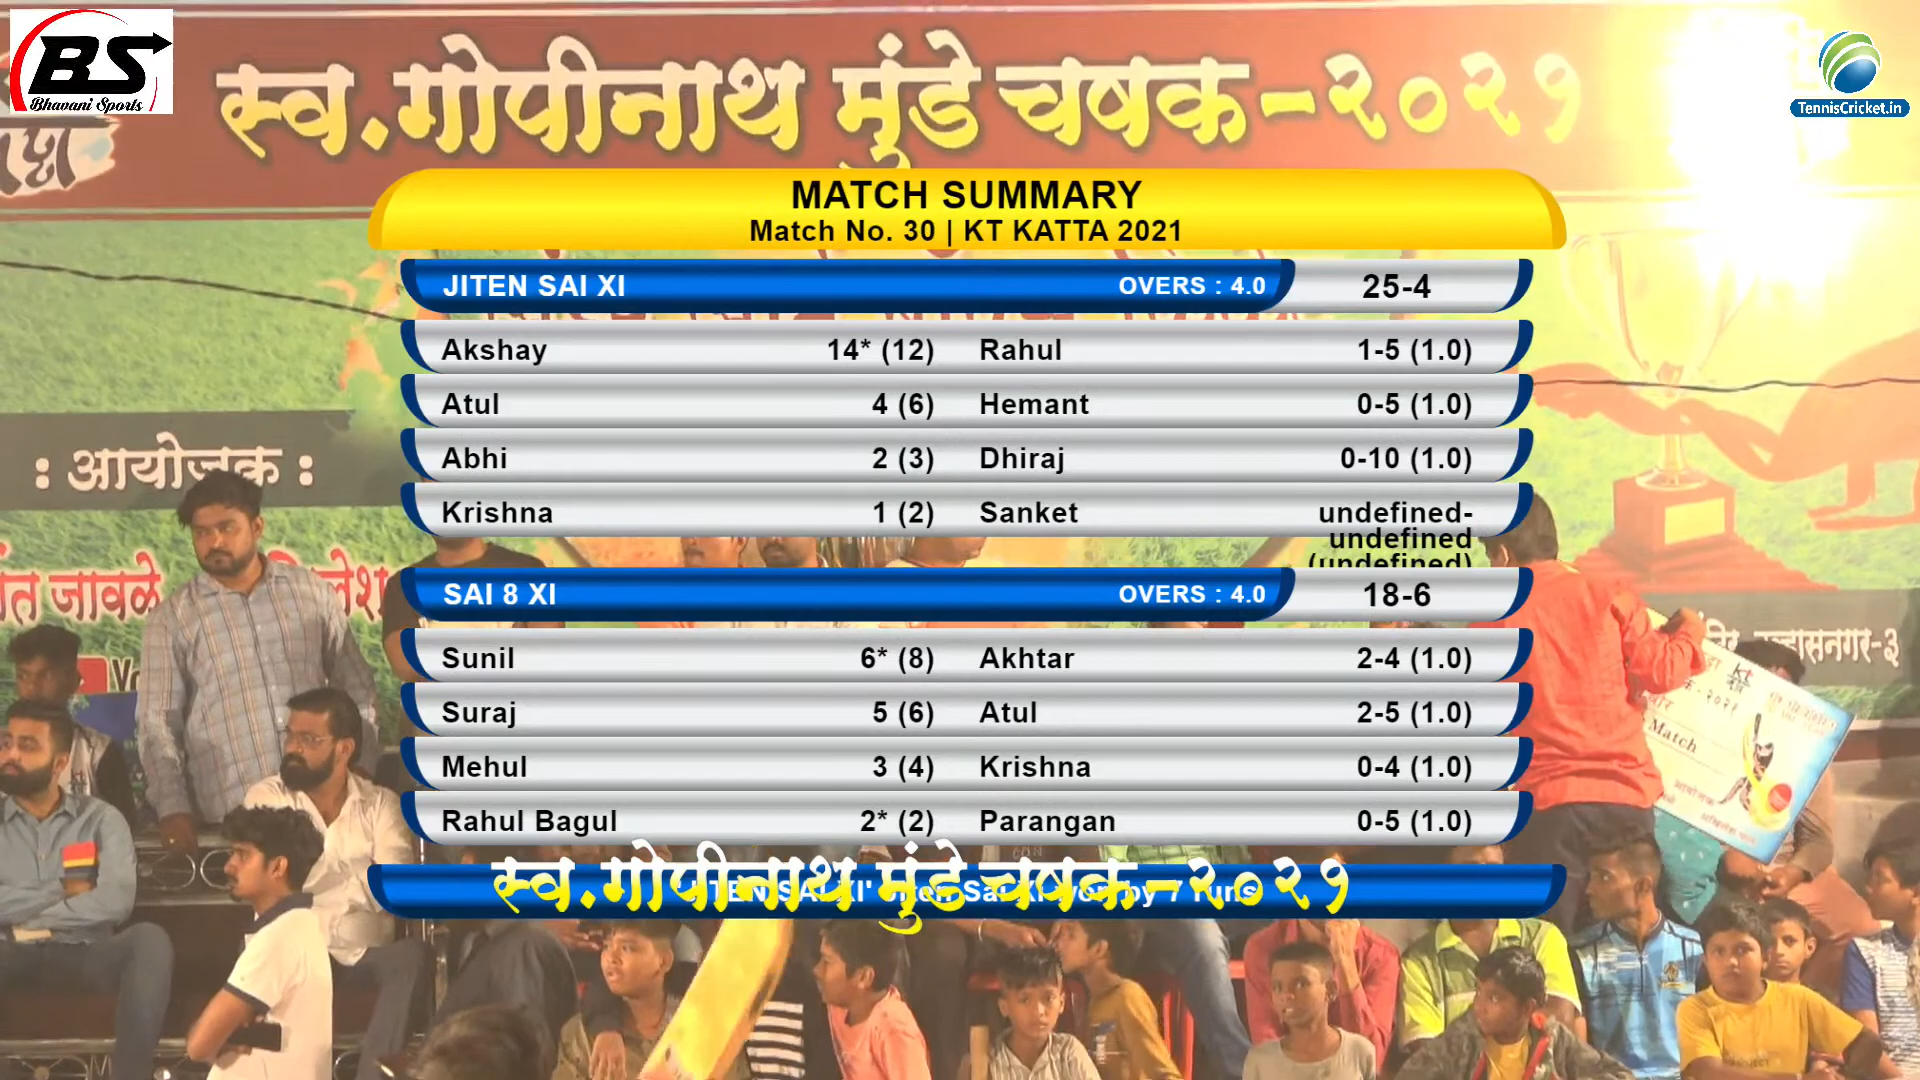 BS
Bhavani Sports
स्व.गोपीनाथ मुंडे चषक-२०२१
TennisCricket.in
MATCH SUMMARY
Match No. 30 | KT KATTA 2021
JITEN SAI XI OVERS : 4.0 25-4
Akshay 14* (12) Rahul 1-5 (1.0)
Atul 4 (6) Hemant 0-5 (1.0)
Abhi 2 (3) Dhiraj 0-10 (1.0)
Krishna 1 (2) Sanket undefined-
undefined
(undefined)
: आयोजक :
जावळे
SAI 8 XI OVERS : 4.0 18-6
Sunil 6* (8) Akhtar 2-4 (1.0)
Suraj 5 (6) Atul 2-5 (1.0)
Mehul 3 (4) Krishna 0-4 (1.0)
Rahul Bagul 2* (2) Parangan 0-5 (1.0)
Match
स्व.गोपीनाथ मुंडे चषक-२०२१